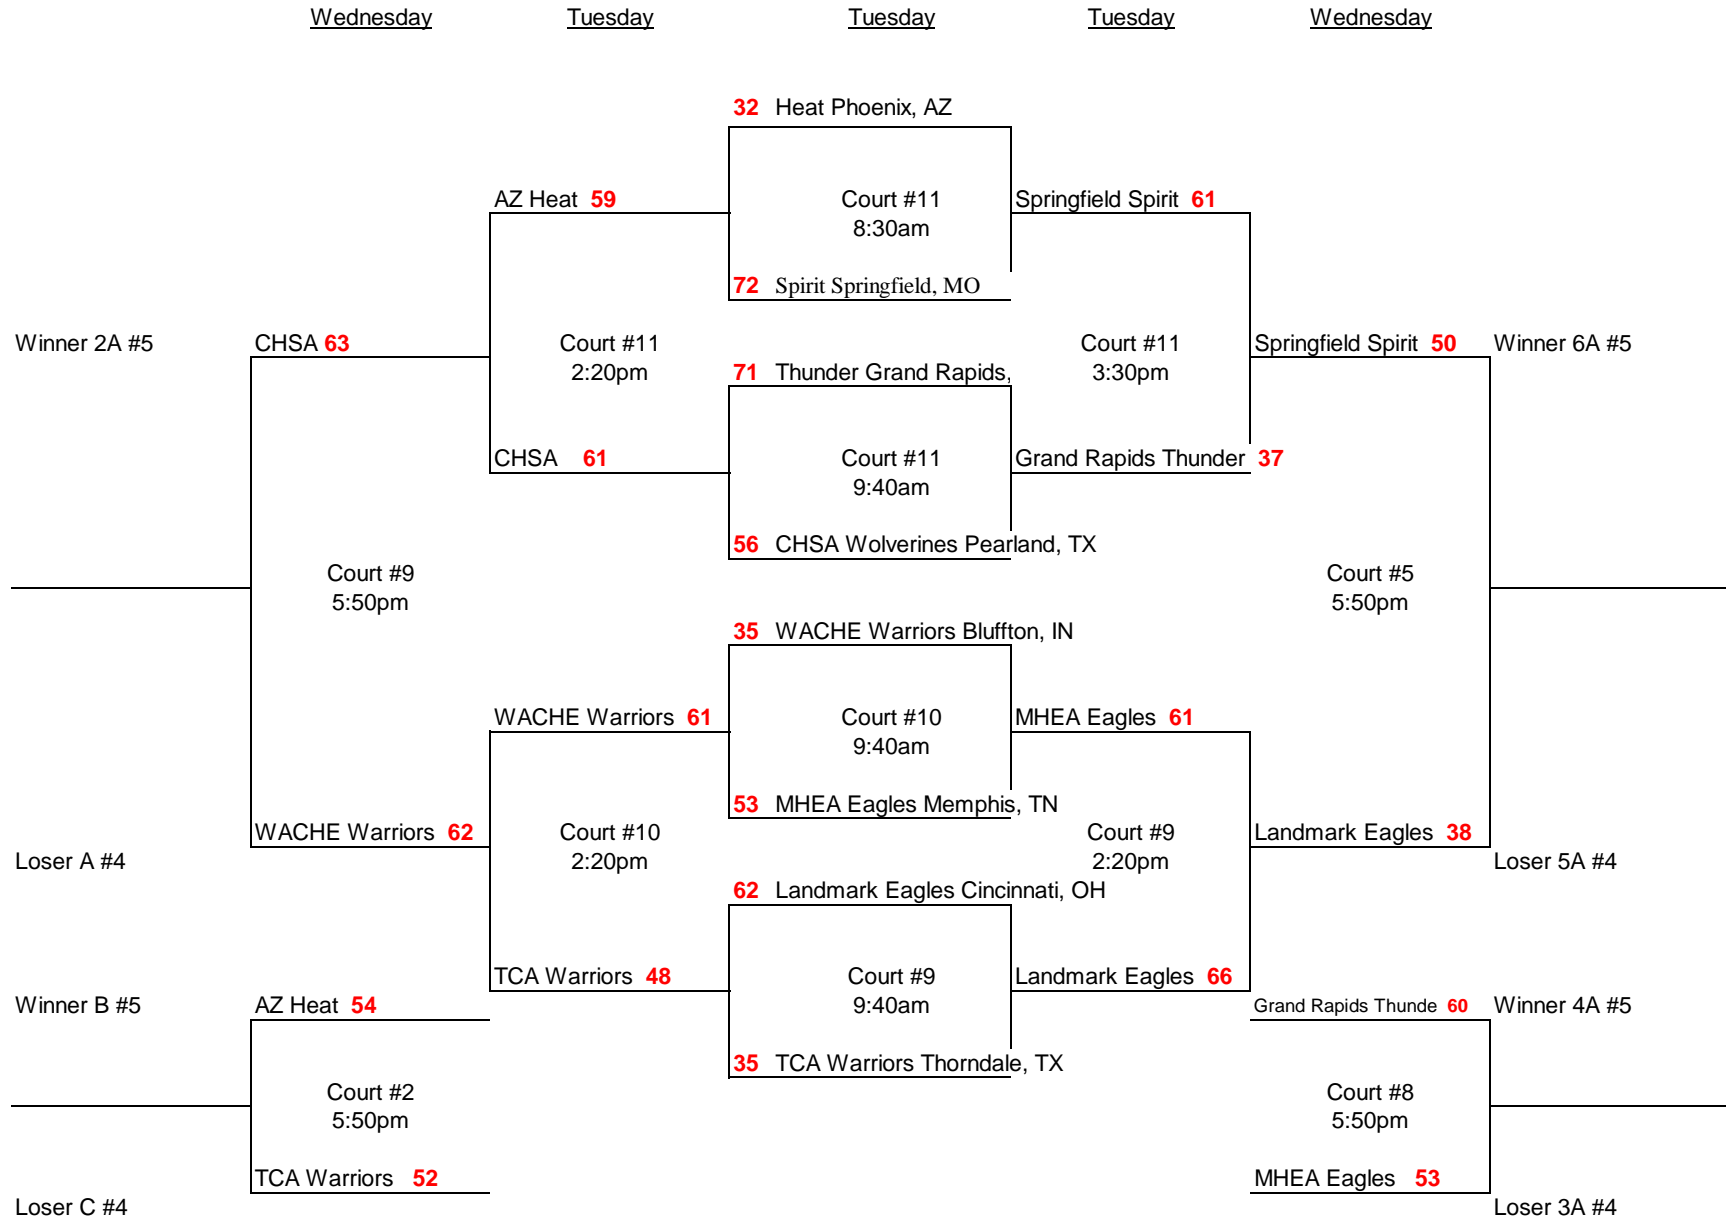 Wednesday Tuesday Tuesday Tuesday Wednesday
32 Heat Phoenix, AZ
AZ Heat 59 Court #11 Springfield Spirit 61
8:30am
72 Spirit Springfield, MO
Winner 2A #5 CHSA 63 Court #11 Court #11 Springfield Spirit 50 Winner 6A #5
2:20pm 71 Thunder Grand Rapids, 3:30pm
CHSA 61 Court #11 Grand Rapids Thunder 37
9:40am
56 CHSA Wolverines Pearland, TX
Court #9 Court #5
5:50pm 5:50pm
35 WACHE Warriors Bluffton, IN
WACHE Warriors 61 Court #10 MHEA Eagles 61
9:40am
53 MHEA Eagles Memphis, TN
WACHE Warriors 62 Court #10 Court #9 Landmark Eagles 38
Loser A #4 2:20pm 2:20pm Loser 5A #4
62 Landmark Eagles Cincinnati, OH
TCA Warriors 48 Court #9 Landmark Eagles 66
Winner B #5 AZ Heat 54 9:40am Grand Rapids Thunde 60 Winner 4A #5
35 TCA Warriors Thorndale, TX
Court #2 Court #8
5:50pm 5:50pm
TCA Warriors 52 MHEA Eagles 53
Loser C #4 Loser 3A #4